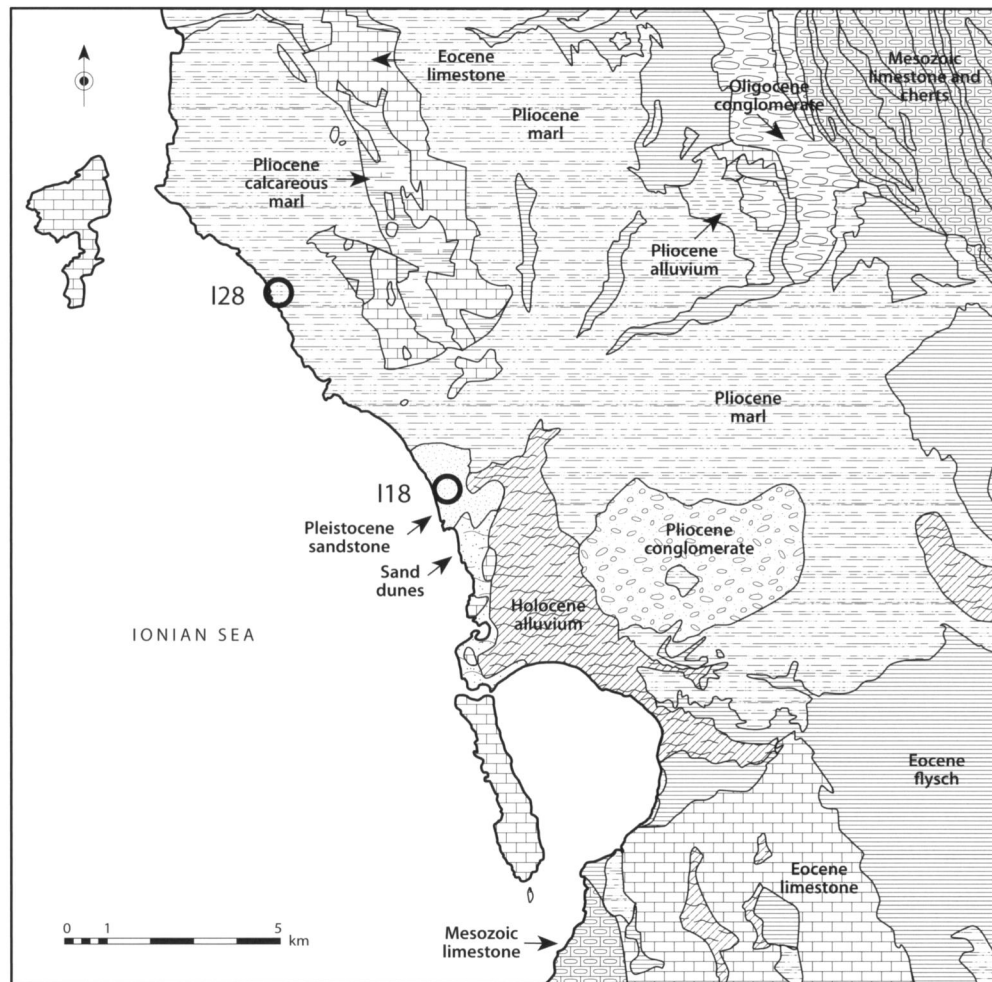 Eocene
limestone
Mesozoic
limestone and
cherts
Oligocene
conglomerate
Pliocene
marl
Pliocene
calcareous
marl
Pliocene
alluvium
I28
Pliocene
marl
I18
Pleistocene
sandstone
Pliocene
conglomerate
Sand
dunes
Holocene
alluvium
IONIAN SEA
Eocene
flysch
Eocene
limestone
Mesozoic
limestone
0 1 5
km